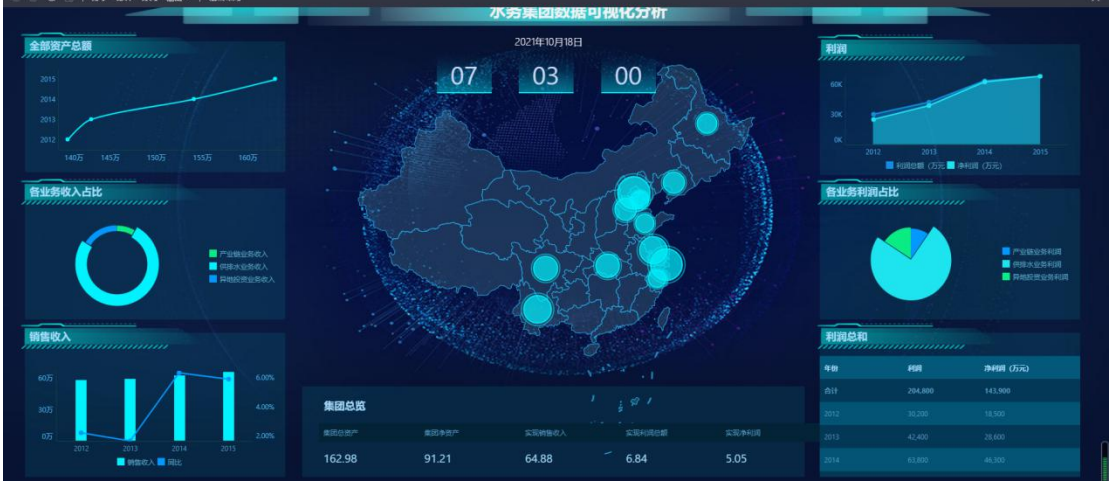 水务集团数据可视化分析
2021年10月18日
07 03 00
全部资产总额
2015
2014
2013
2012
140万 145万 150万 155万 160万
各业务收入占比
产业链业务收入
供排水业务收入
异地投资业务收入
销售收入
60万 6.00%
30万 4.00%
0万 2.00%
2012 2013 2014 2015
销售收入 同比
集团总览
集团总资产 集团净资产 实现销售收入 实现利润总额 实现净利润
162.98 91.21 64.88 6.84 5.05
利润
60K
30K
0K
2012 2013 2014 2015
利润总额（万元 净利润（万元）
各业务利润占比
产业链业务利润
供排水业务利润
异地投资业务利润
利润总和
年份 利润 净利润（万元）
合计 204,800 143,900
2012 30,200 18,500
2013 42,400 28,600
2014 63,800 46,300